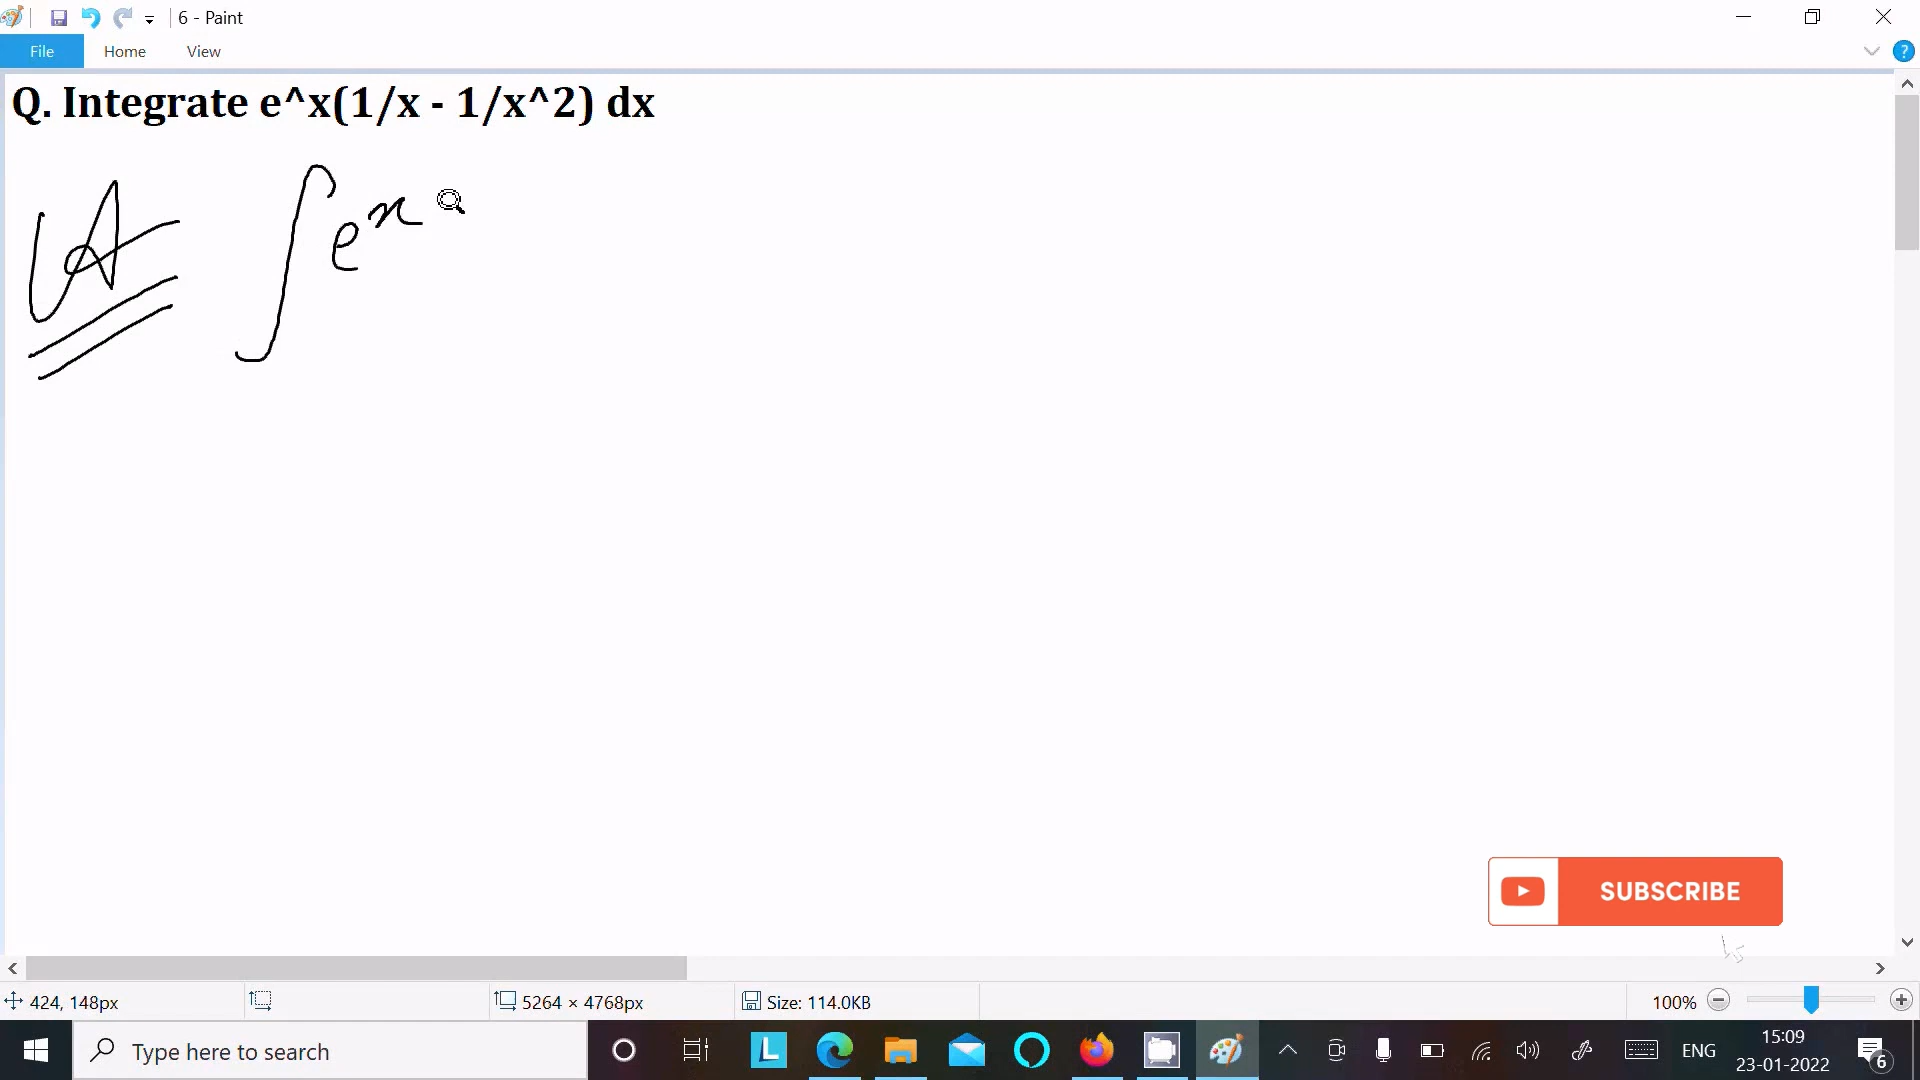 6 - Paint
File Home View
Q. Integrate e^x(1/x - 1/x^2) dx
∫ e^x
SUBSCRIBE
424, 148px 5264 × 4768px Size: 114.0KB 100%
Type here to search ENG 15:09
23-01-2022 6